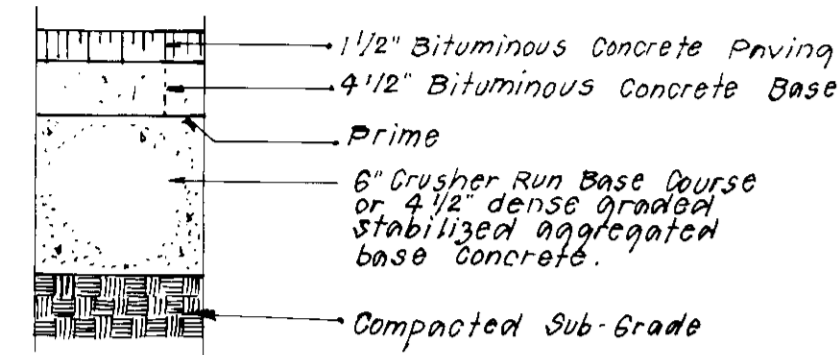 1 1/2" Bituminous Concrete Paving
4 1/2" Bituminous Concrete Base
Prime
6" Crusher Run Base Course
or 4 1/2" dense graded
stabilized aggregated
base concrete.
Compacted Sub-Grade